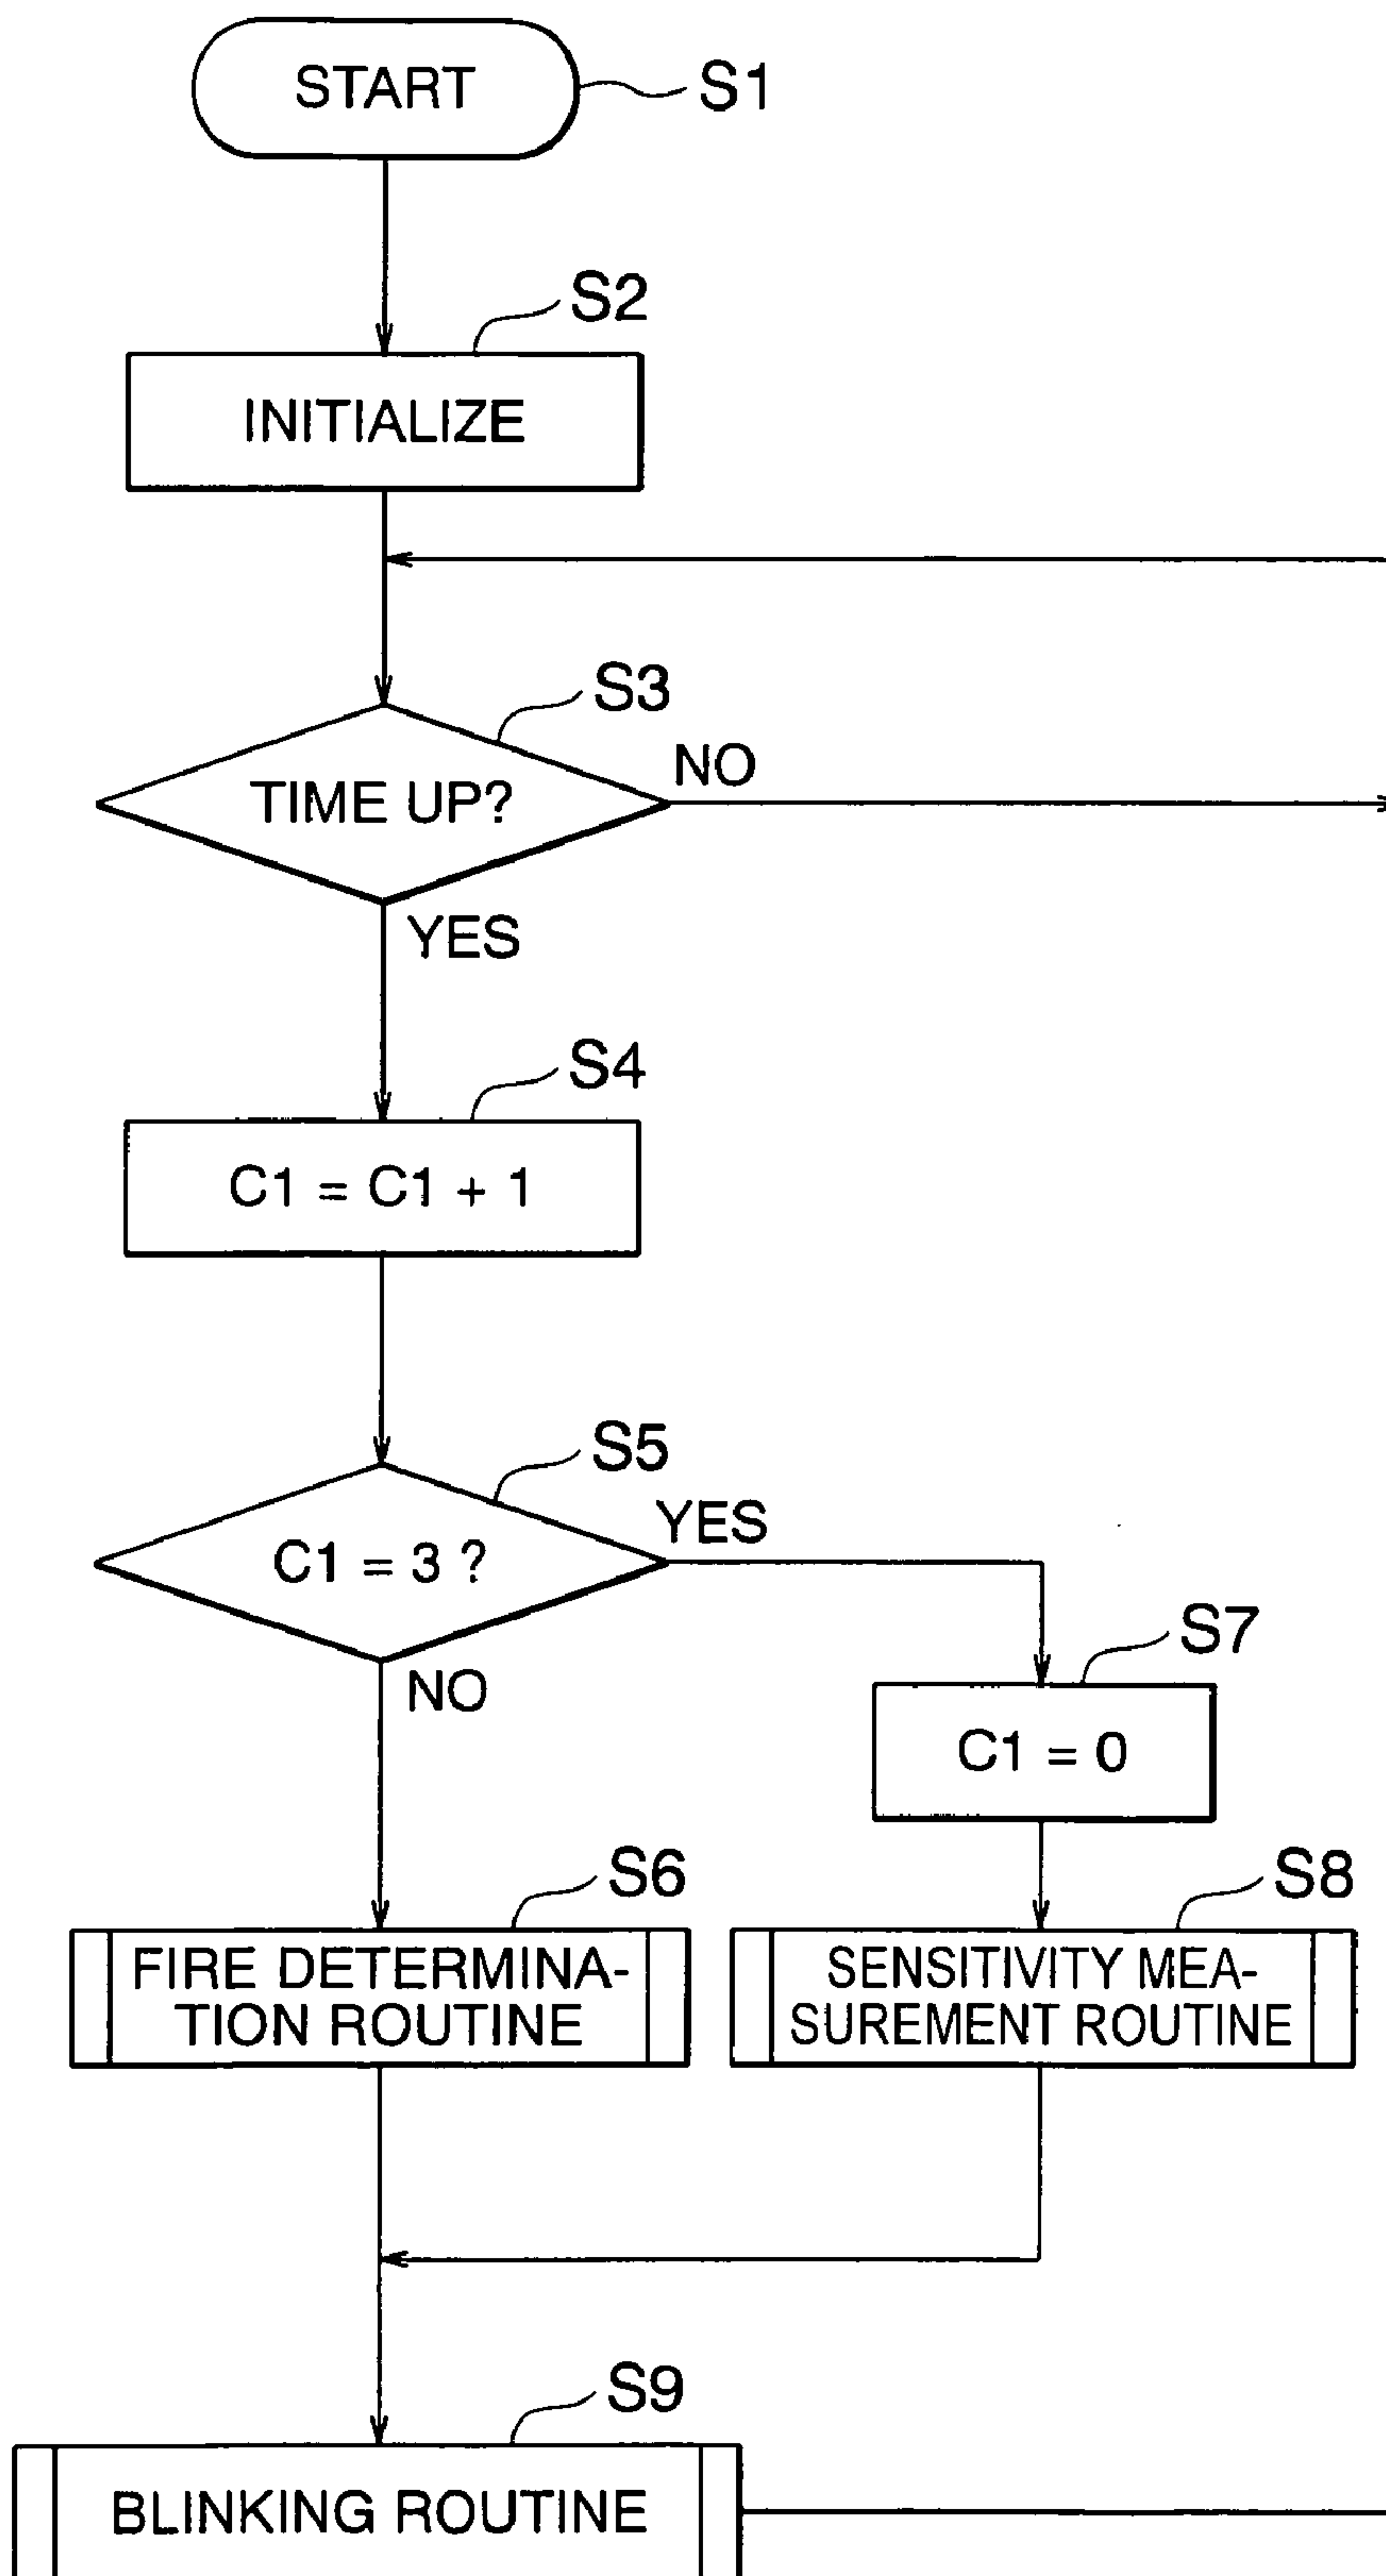 START
S1
S2
INITIALIZE
S3
NO
TIME UP?
YES
S4
C1 = C1 + 1
S5
YES
C1 = 3 ?
NO
S7
C1 = 0
S6
S8
FIRE DETERMINA-
TION ROUTINE
SENSITIVITY MEA-
SUREMENT ROUTINE
S9
BLINKING ROUTINE